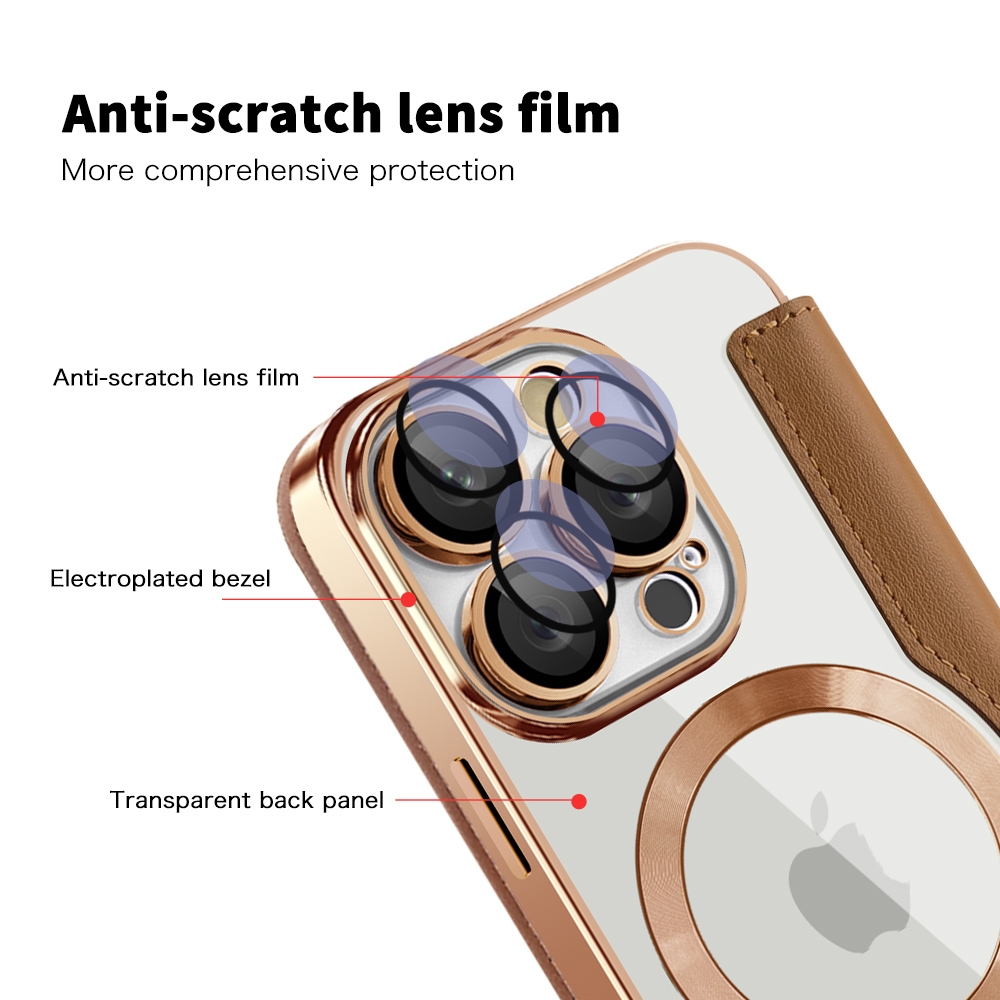 Anti-scratch lens film
More comprehensive protection
Anti-scratch lens film
Electroplated bezel
Transparent back panel